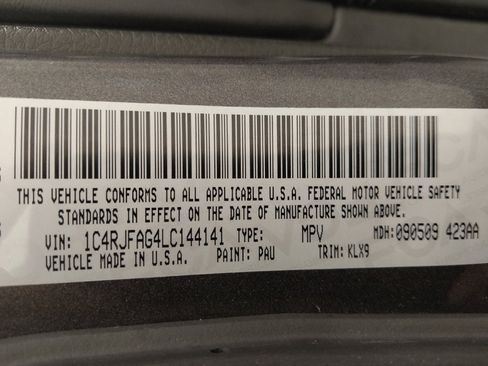 THIS VEHICLE CONFORMS TO ALL APPLICABLE U.S.A. FEDERAL MOTOR VEHICLE SAFETY
STANDARDS IN EFFECT ON THE DATE OF MANUFACTURE SHOWN ABOVE.
VIN: 1C4RJFAG4LC144141 TYPE: MPV MDH: 090509 423AA
VEHICLE MADE IN U.S.A. PAINT: PAU TRIM: KLX9